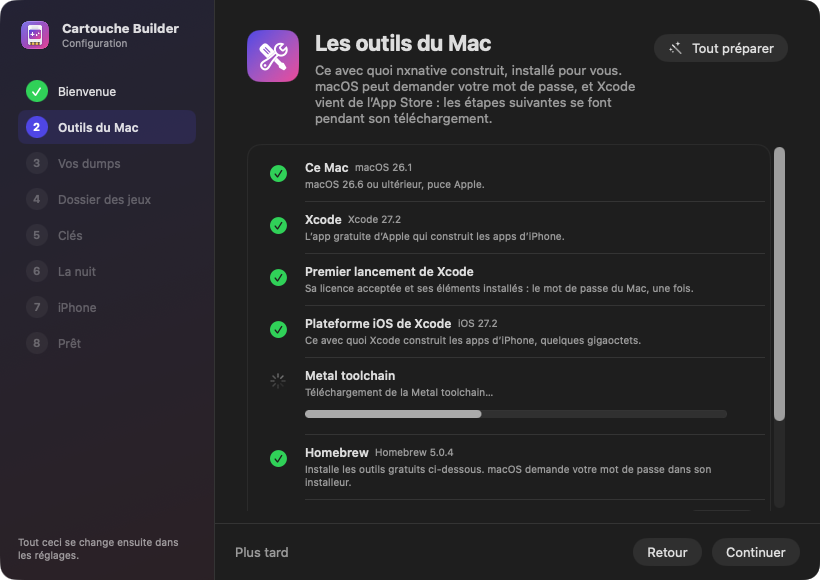 Cartouche Builder
Configuration
Bienvenue
2 Outils du Mac
3 Vos dumps
4 Dossier des jeux
5 Clés
6 La nuit
7 iPhone
8 Prêt
Tout ceci se change ensuite dans
les réglages.
Les outils du Mac
Tout préparer
Ce avec quoi nxnative construit, installé pour vous.
macOS peut demander votre mot de passe, et Xcode
vient de l’App Store : les étapes suivantes se font
pendant son téléchargement.
Ce Mac macOS 26.1
macOS 26.6 ou ultérieur, puce Apple.
Xcode Xcode 27.2
L’app gratuite d’Apple qui construit les apps d’iPhone.
Premier lancement de Xcode
Sa licence acceptée et ses éléments installés : le mot de passe du Mac, une fois.
Plateforme iOS de Xcode iOS 27.2
Ce avec quoi Xcode construit les apps d’iPhone, quelques gigaoctets.
Metal toolchain
Téléchargement de la Metal toolchain…
Homebrew Homebrew 5.0.4
Installe les outils gratuits ci-dessous. macOS demande votre mot de passe dans son
installeur.
Plus tard
Retour
Continuer